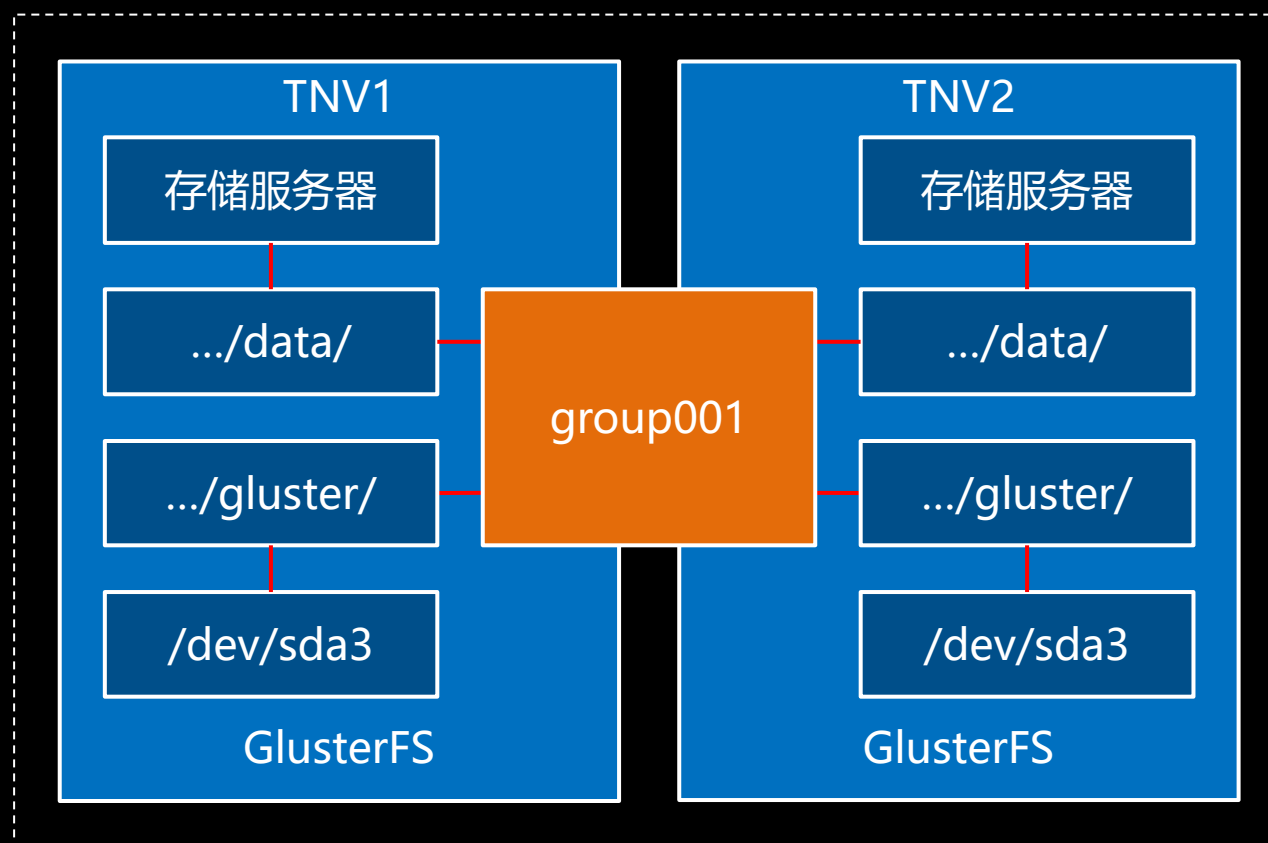 TNV1
存储服务器
.../data/
.../gluster/
/dev/sda3
GlusterFS
group001
TNV2
存储服务器
.../data/
.../gluster/
/dev/sda3
GlusterFS